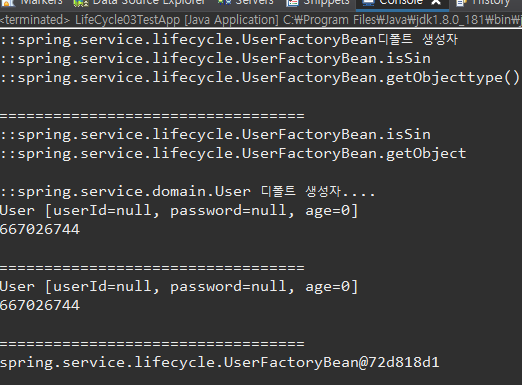 Markers
Data Source Explorer
Servers
Snippets
Console
History
<terminated> LifeCycle03TestApp [Java Application] C:₩Program Files₩Java₩jdk1.8.0_181₩bin₩j
::spring.service.lifecycle.UserFactoryBean디폴트 생성자
::spring.service.lifecycle.UserFactoryBean.isSin
::spring.service.lifecycle.UserFactoryBean.getObjecttype()
==================================
::spring.service.lifecycle.UserFactoryBean.isSin
::spring.service.lifecycle.UserFactoryBean.getObject
::spring.service.domain.User 디폴트 생성자....
User [userId=null, password=null, age=0]
667026744
==================================
User [userId=null, password=null, age=0]
667026744
==================================
spring.service.lifecycle.UserFactoryBean@72d818d1